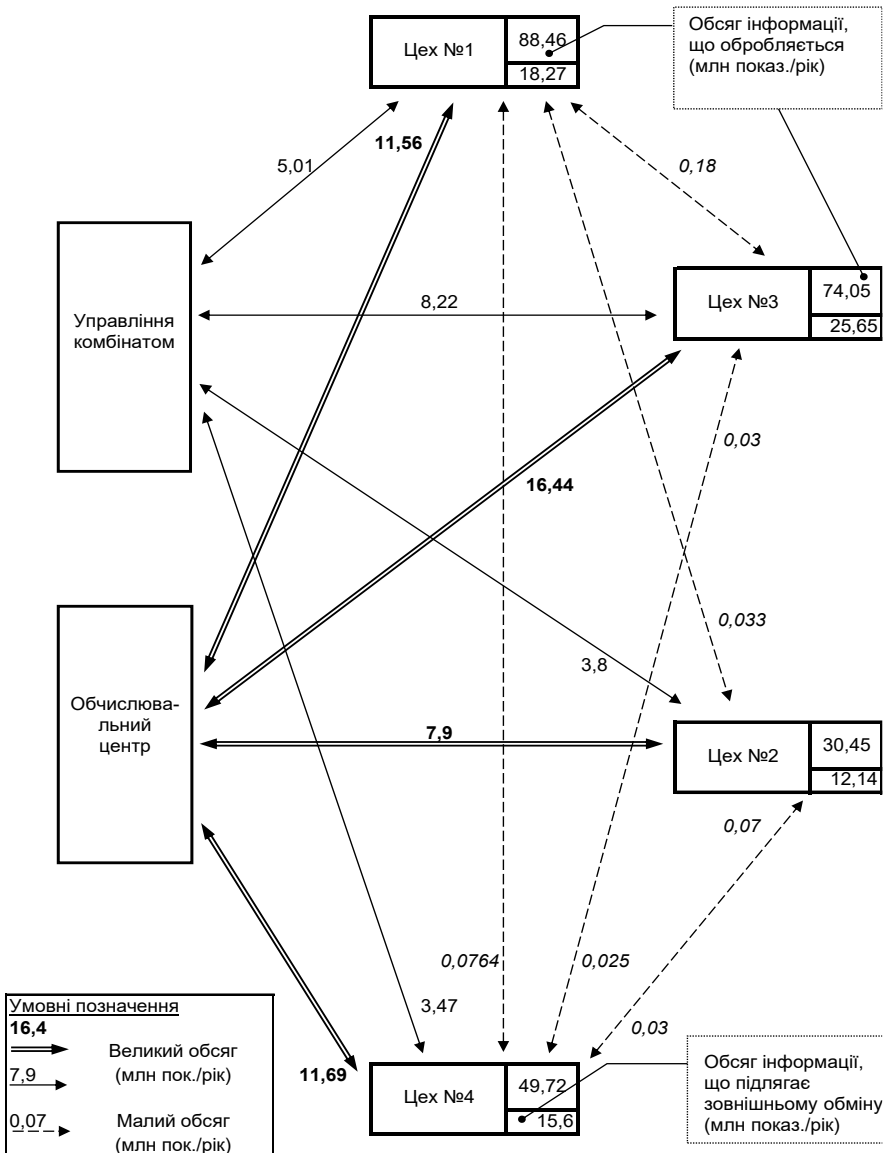 Цех №1
88,46
18,27
Обсяг інформації,
що обробляється
(млн показ./рік)
11,56
5,01
0,18
Управління
комбінатом
8,22
Цех №3
74,05
25,65
0,03
16,44
0,033
3,8
Обчислюва-
льний
центр
7,9
Цех №2
30,45
12,14
0,07
0,0764
0,025
3,47
0,03
11,69
Цех №4
49,72
15,6
Обсяг інформації,
що підлягає
зовнішньому обміну
(млн показ./рік)
Умовні позначення
16,4
Великий обсяг
(млн пок./рік)
7,9
0,07
Малий обсяг
(млн пок./рік)